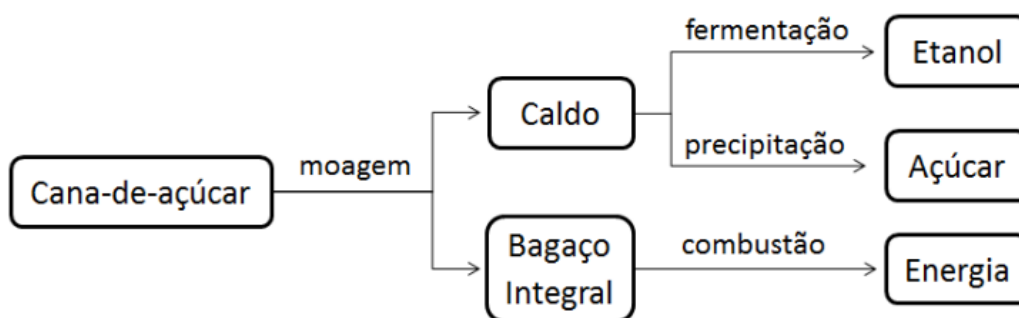 Cana-de-açúcar
moagem
Caldo
fermentação
Etanol
precipitação
Açúcar
Bagaço
Integral
combustão
Energia